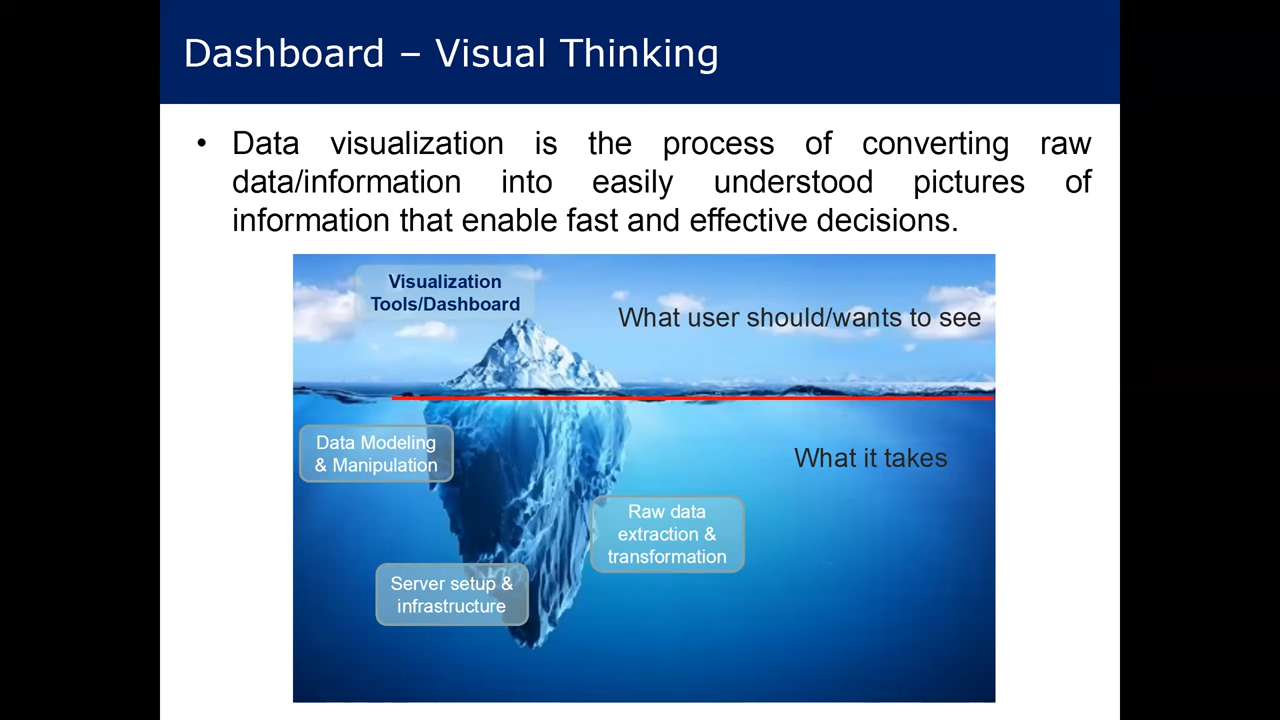 Dashboard – Visual Thinking
• Data visualization is the process of converting raw
data/information into easily understood pictures of
information that enable fast and effective decisions.
Visualization
Tools/Dashboard
What user should/wants to see
Data Modeling
& Manipulation
What it takes
Raw data
extraction &
transformation
Server setup &
infrastructure